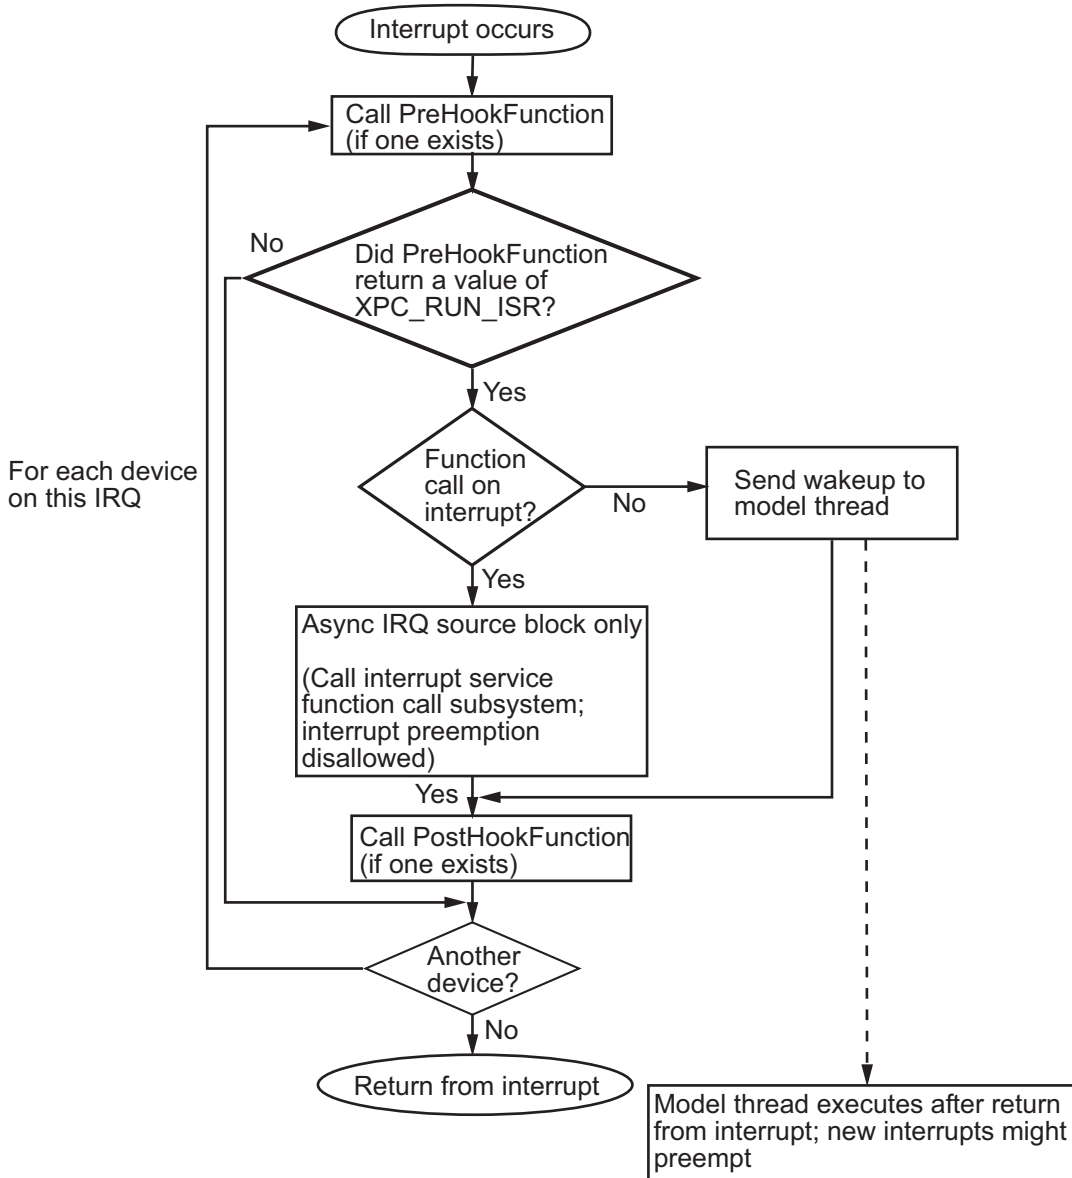 Interrupt occurs
Call PreHookFunction
(if one exists)
No
Did PreHookFunction
return a value of
XPC_RUN_ISR?
Yes
For each device
on this IRQ
Function
call on
interrupt?
No
Send wakeup to
model thread
Yes
Async IRQ source block only
(Call interrupt service
function call subsystem;
interrupt preemption
disallowed)
Yes
Call PostHookFunction
(if one exists)
Another
device?
No
Return from interrupt
Model thread executes after return
from interrupt; new interrupts might
preempt